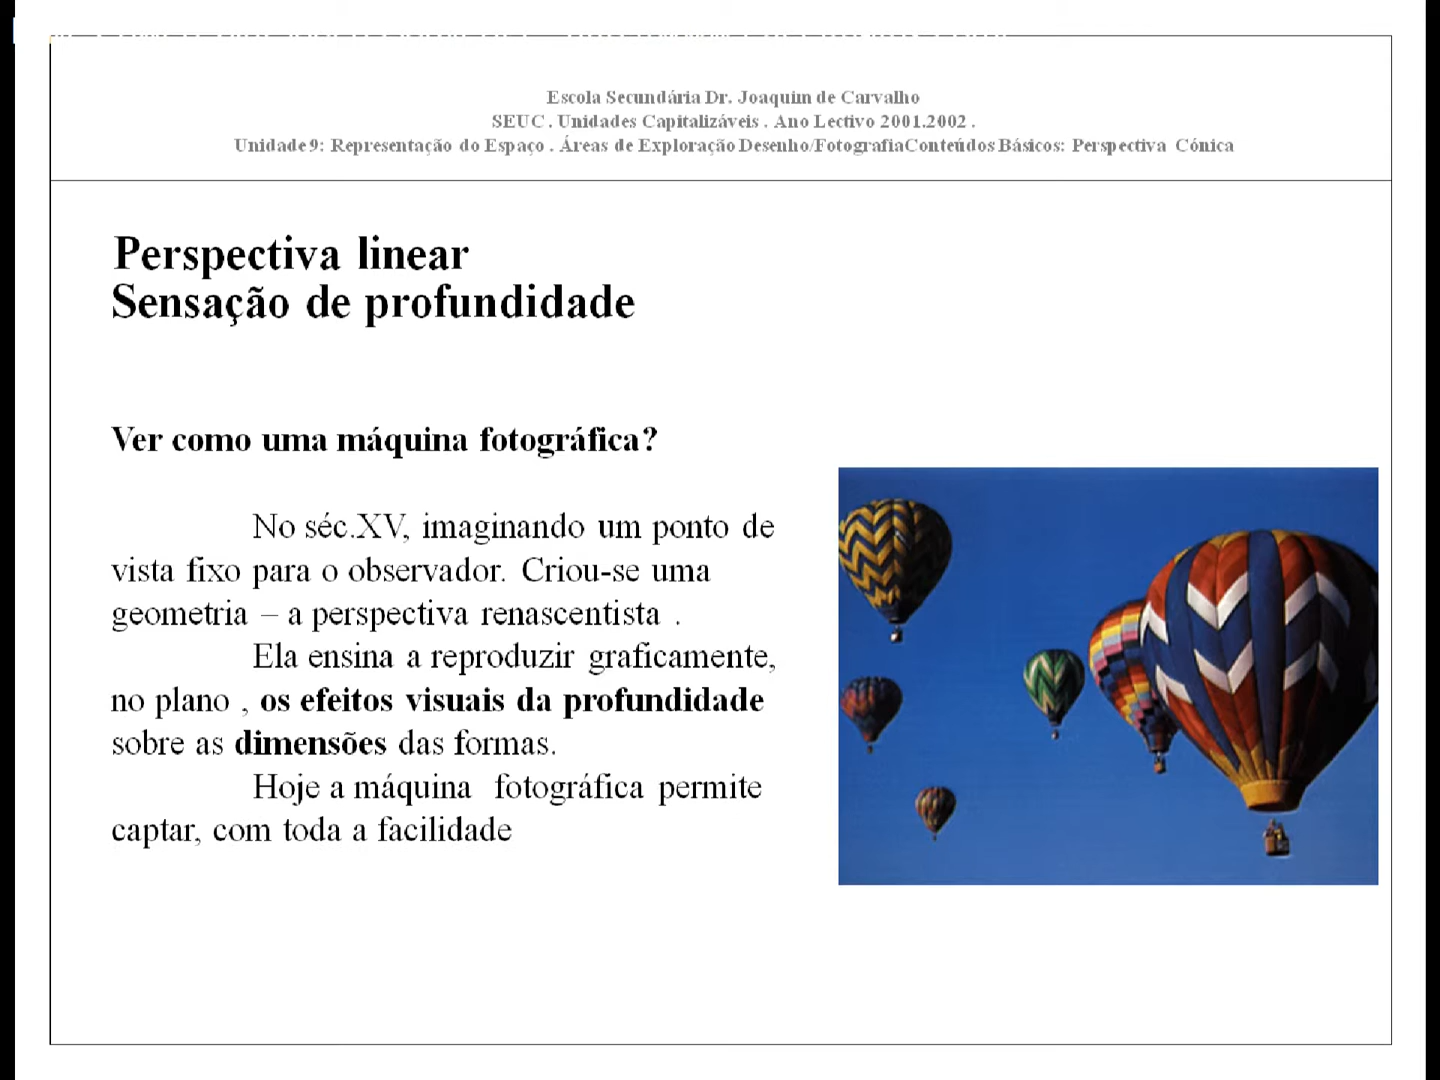 Escola Secundária Dr. Joaquim de Carvalho
SEUC . Unidades Capitalizáveis . Ano Lectivo 2001.2002 .
Unidade 9: Representação do Espaço . Áreas de Exploração Desenho/FotografiaConteúdos Básicos: Perspectiva Cónica
Perspectiva linear
Sensação de profundidade
Ver como uma máquina fotográfica?
No séc.XV, imaginando um ponto de
vista fixo para o observador. Criou-se uma
geometria – a perspectiva renascentista .
Ela ensina a reproduzir graficamente,
no plano , os efeitos visuais da profundidade
sobre as dimensões das formas.
Hoje a máquina fotográfica permite
captar, com toda a facilidade